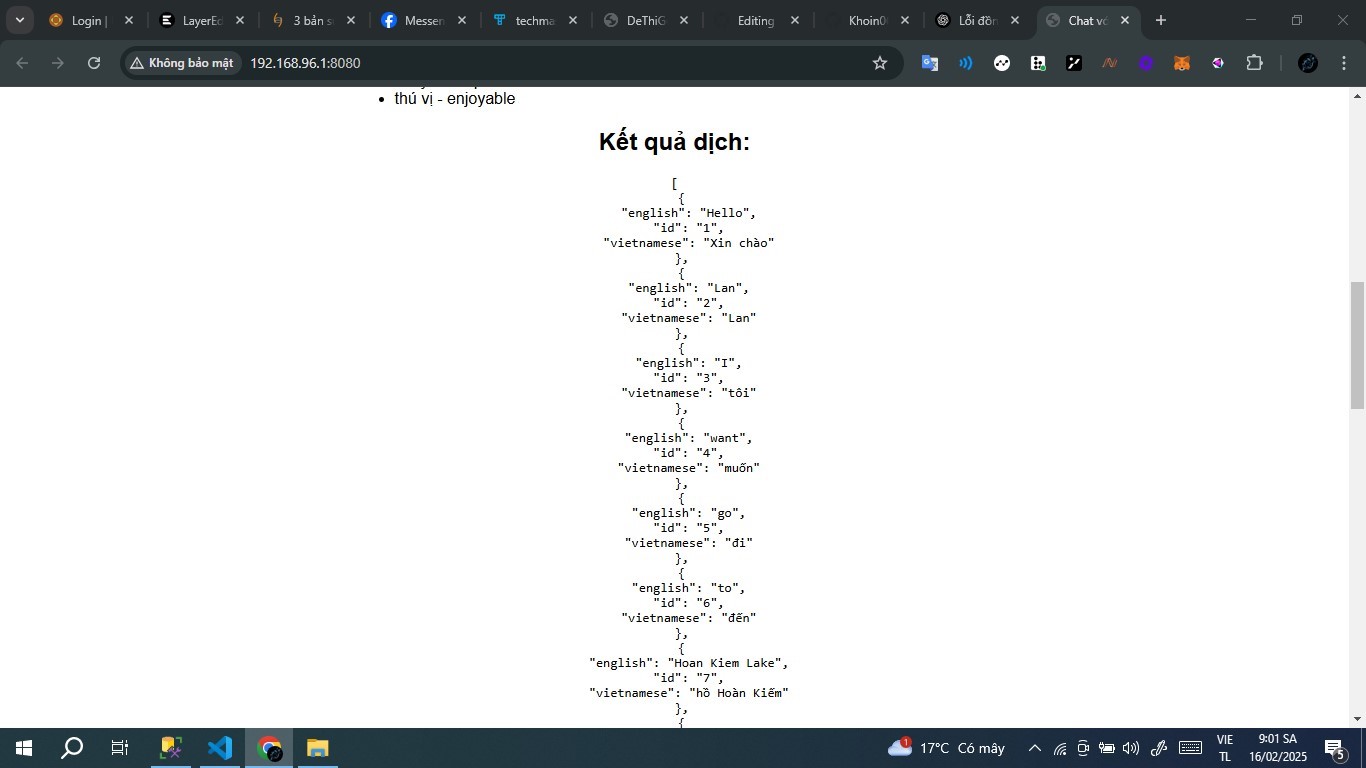 Login |
LayerEd
3 bản s
Messen
techma
DeThiG
Editing
Khoin0
Lỗi đồn
Chat vớ
Không bảo mật
192.168.96.1:8080
thú vị - enjoyable
Kết quả dịch:
[
{
"english": "Hello",
"id": "1",
"vietnamese": "Xin chào"
},
{
"english": "Lan",
"id": "2",
"vietnamese": "Lan"
},
{
"english": "I",
"id": "3",
"vietnamese": "tôi"
},
{
"english": "want",
"id": "4",
"vietnamese": "muốn"
},
{
"english": "go",
"id": "5",
"vietnamese": "đi"
},
{
"english": "to",
"id": "6",
"vietnamese": "đến"
},
{
"english": "Hoan Kiem Lake",
"id": "7",
"vietnamese": "hồ Hoàn Kiếm"
},
{
1
17°C Có mây
VIE
TL
9:01 SA
16/02/2025
5